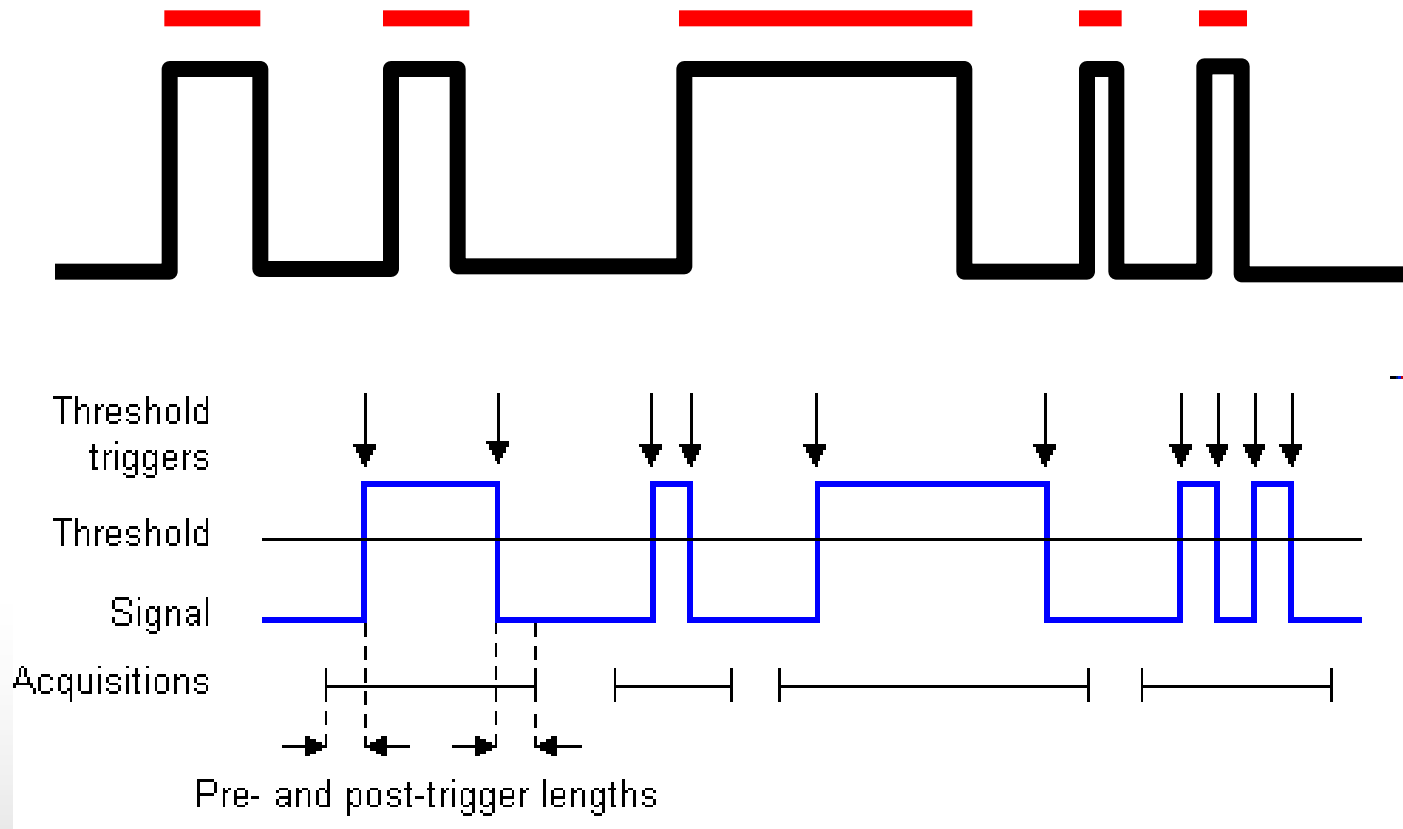 Threshold
triggers
Threshold
Signal
Acquisitions
Pre- and post-trigger lengths